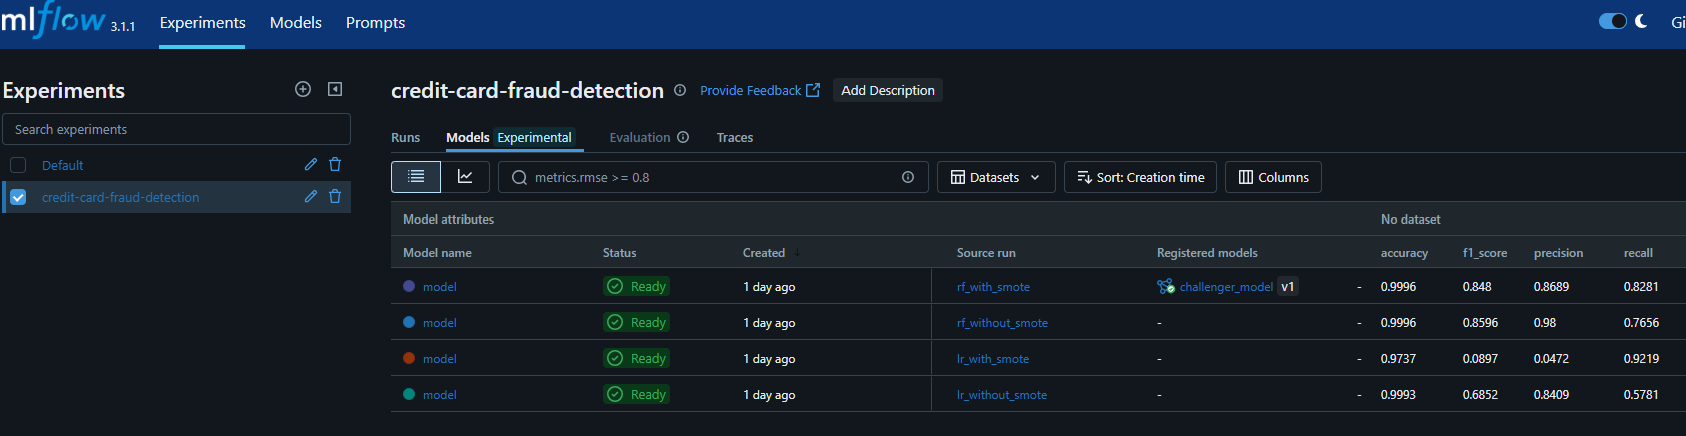 mlflow 3.1.1 Experiments Models Prompts Gi
Experiments
Search experiments
Default
credit-card-fraud-detection
credit-card-fraud-detection Provide Feedback Add Description
Runs Models Experimental Evaluation Traces
metrics.rmse >= 0.8 Datasets Sort: Creation time Columns
Model attributes No dataset
Model name Status Created Source run Registered models accuracy f1_score precision recall
model Ready 1 day ago rf_with_smote challenger_model v1 - 0.9996 0.848 0.8689 0.8281
model Ready 1 day ago rf_without_smote - - 0.9996 0.8596 0.98 0.7656
model Ready 1 day ago lr_with_smote - - 0.9737 0.0897 0.0472 0.9219
model Ready 1 day ago lr_without_smote - - 0.9993 0.6852 0.8409 0.5781